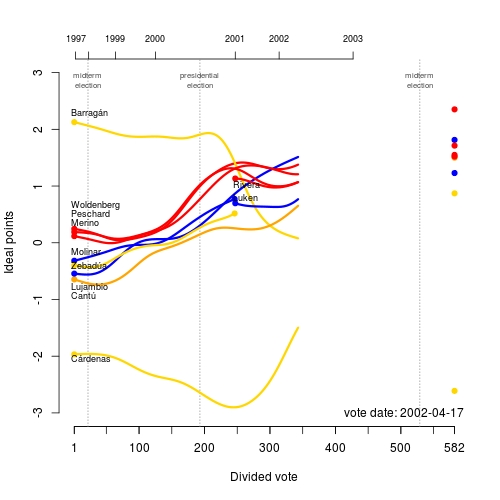 1997 1999 2000 2001 2002 2003
midterm election
presidential election
midterm election
3
2
1
0
-1
-2
-3
Ideal points
Barragán
Woldenberg
Peschard
Merino
Molinar
Zebadúa
Lujambio
Cantú
Cárdenas
Rivera
Luken
vote date: 2002-04-17
1 100 200 300 400 500 582
Divided vote